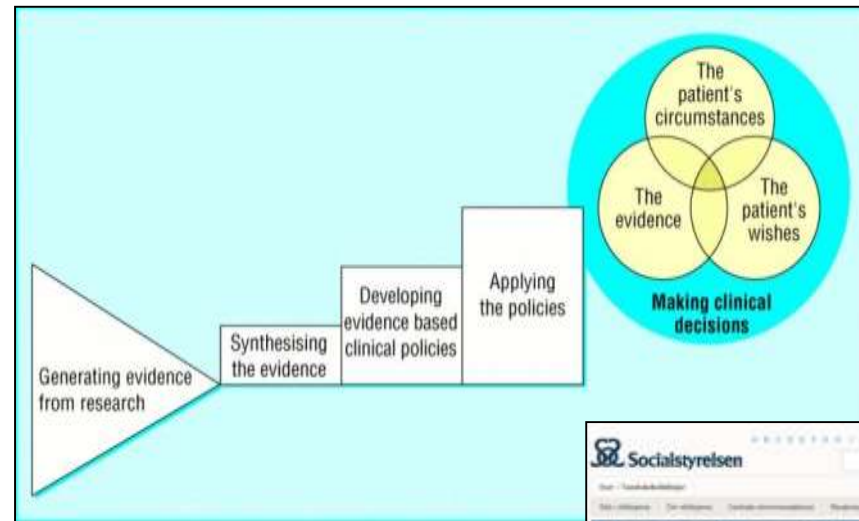 Generating evidence
from research
Synthesising
the evidence
Developing
evidence based
clinical policies
Applying
the policies
The
patient's
circumstances
The
evidence
The
patient's
wishes
Making clinical
decisions
Socialstyrelsen